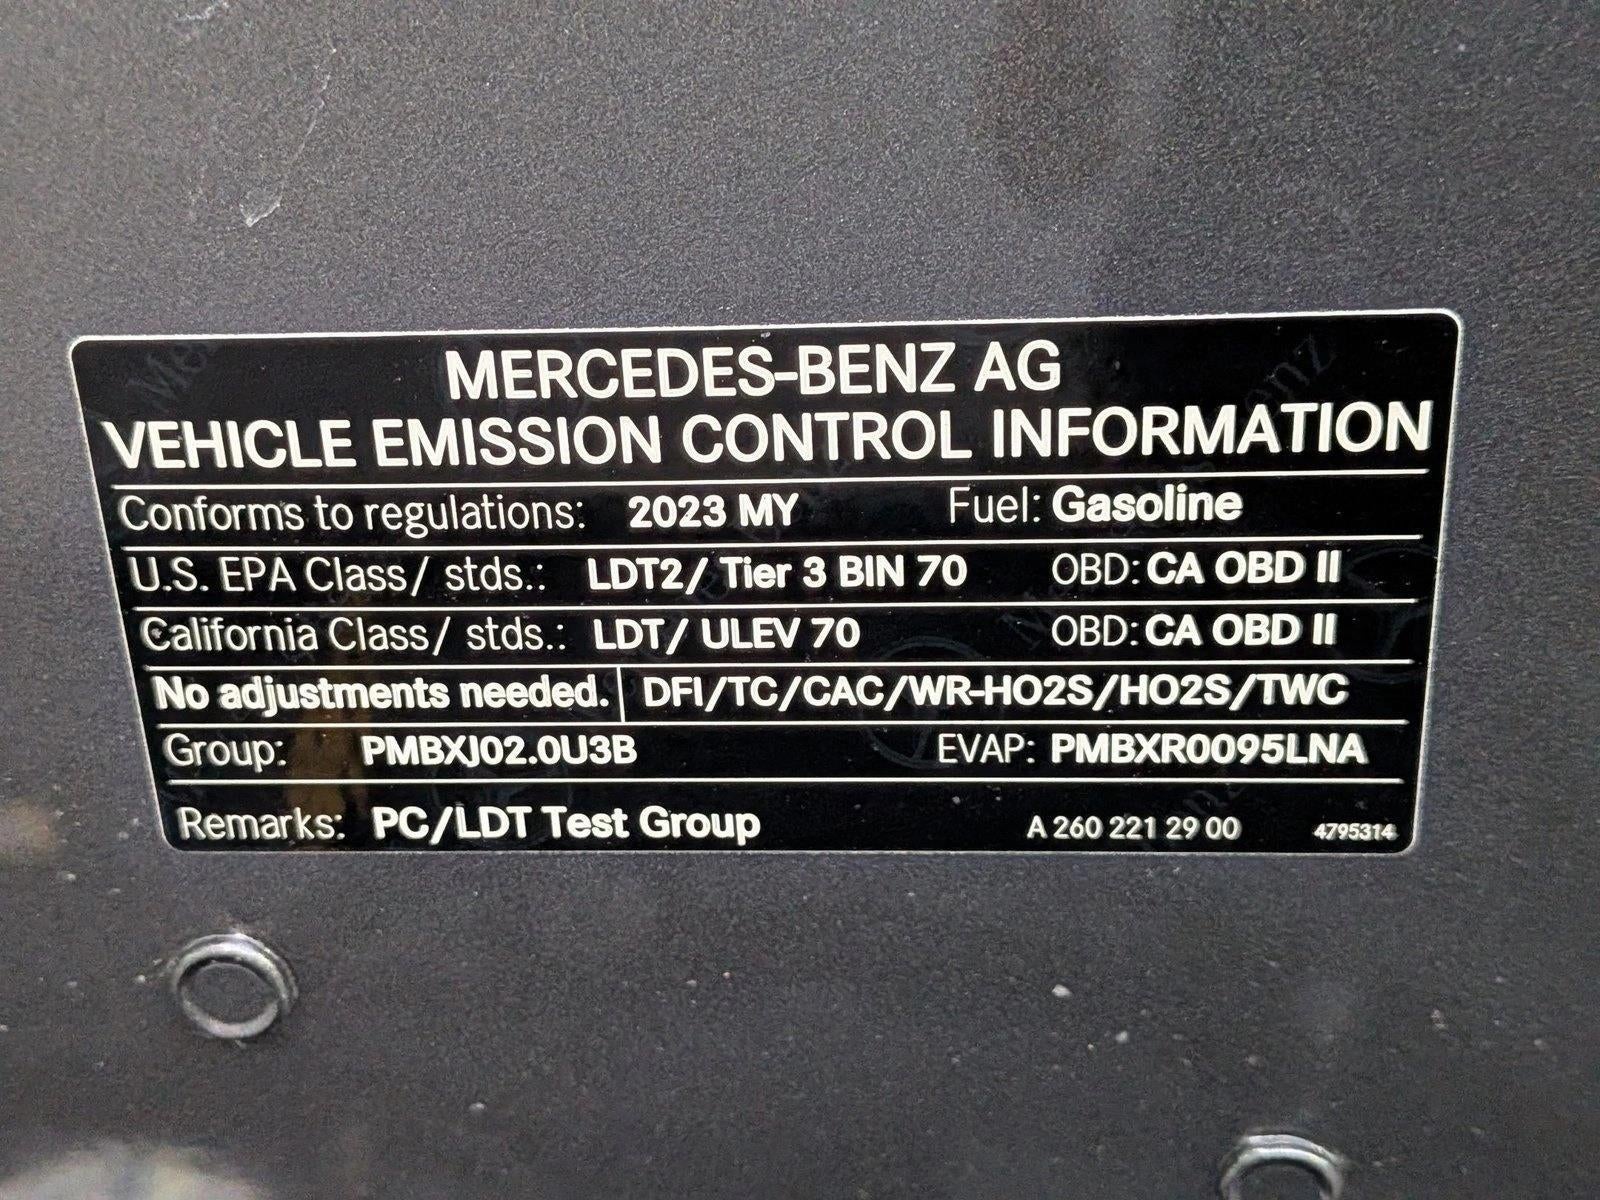 MERCEDES-BENZ AG
VEHICLE EMISSION CONTROL INFORMATION
Conforms to regulations: 2023 MY Fuel: Gasoline
U.S. EPA Class/ stds.: LDT2/ Tier 3 BIN 70 OBD: CA OBD II
California Class/ stds.: LDT/ ULEV 70 OBD: CA OBD II
No adjustments needed. DFI/TC/CAC/WR-HO2S/HO2S/TWC
Group: PMBXJ02.0U3B EVAP: PMBXR0095LNA
Remarks: PC/LDT Test Group A 260 221 29 00 4795314